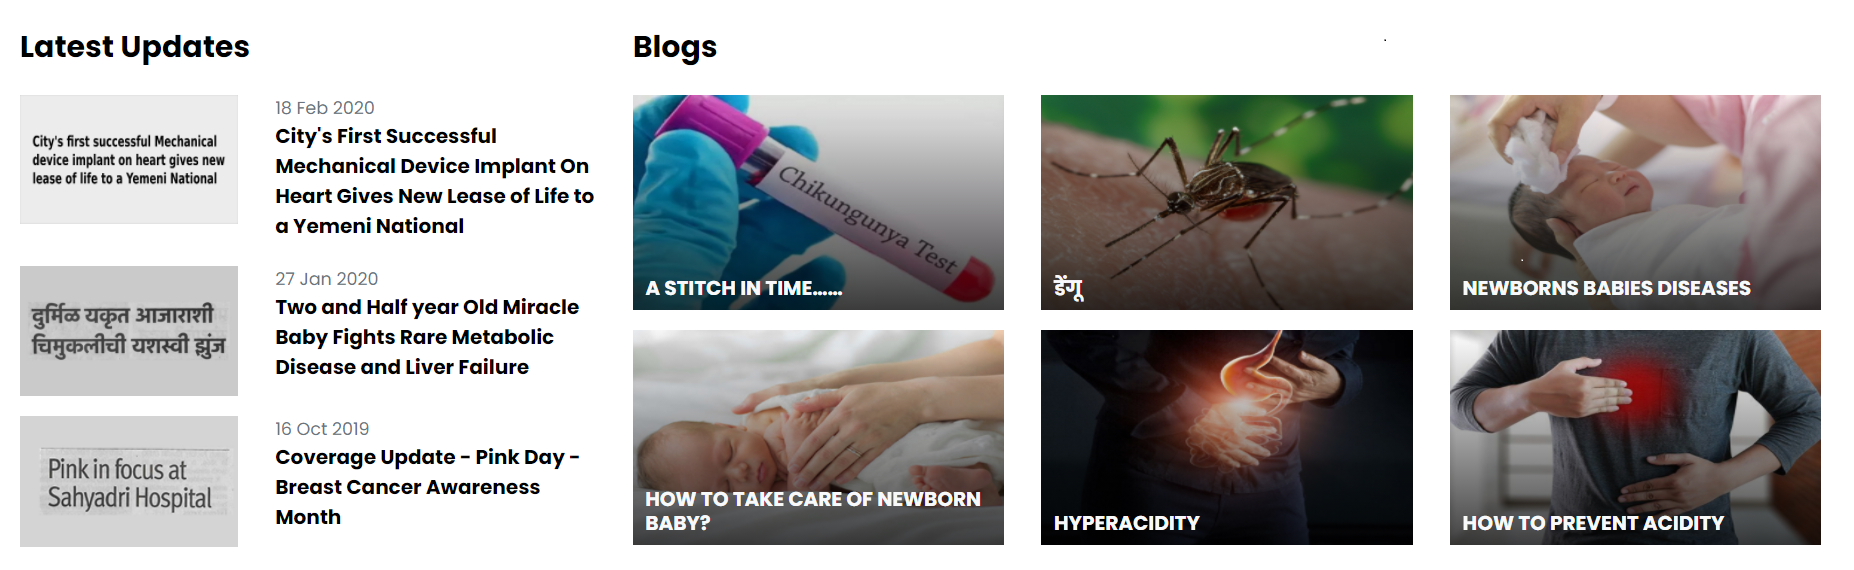 Latest Updates
City's first successful Mechanical
device implant on heart gives new
lease of life to a Yemeni National
18 Feb 2020
City's First Successful
Mechanical Device Implant On
Heart Gives New Lease of Life to
a Yemeni National
दुर्मिळ यकृत आजाराशी
चिमुकलीची यशस्वी झुंज
27 Jan 2020
Two and Half year Old Miracle
Baby Fights Rare Metabolic
Disease and Liver Failure
Pink in focus at
Sahyadri Hospital
16 Oct 2019
Coverage Update - Pink Day -
Breast Cancer Awareness
Month
Blogs
Chikungunya Test
A STITCH IN TIME......
डेंगू
NEWBORNS BABIES DISEASES
HOW TO TAKE CARE OF NEWBORN
BABY?
HYPERACIDITY
HOW TO PREVENT ACIDITY